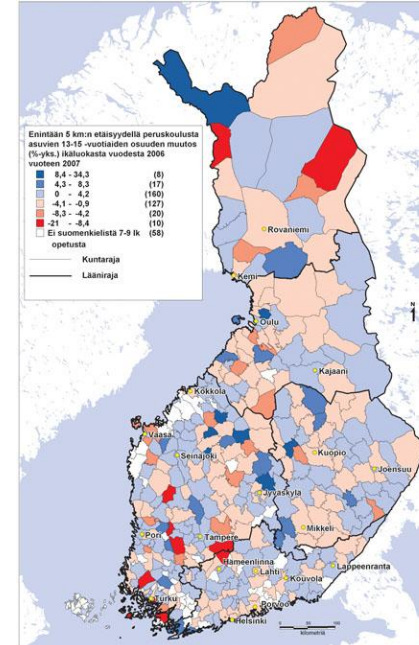 Enintään 5 km:n etäisyydellä peruskoulusta
asuvien 13-15 -vuotiaiden osuuden muutos
(%-yks.) ikäluokasta vuodesta 2006
vuoteen 2007
8,4 - 34,3 (8)
4,3 - 8,3 (17)
0 - 4,2 (160)
-4,1 - -0,9 (127)
-8,3 - -4,2 (20)
-21 - -8,4 (10)
Ei suomenkielistä 7-9 lk (58)
opetusta
Kuntaraja
Lääniraja
Rovaniemi
Kemi
N
Oulu
Kajaani
Kokkola
Vaasa
Seinäjoki
Kuopio
Joensuu
Jyväskylä
Mikkeli
Pori
Tampere
Hämeenlinna
Lahti
Lappeenranta
Kouvola
Turku
Porvoo
Helsinki
kilometriä